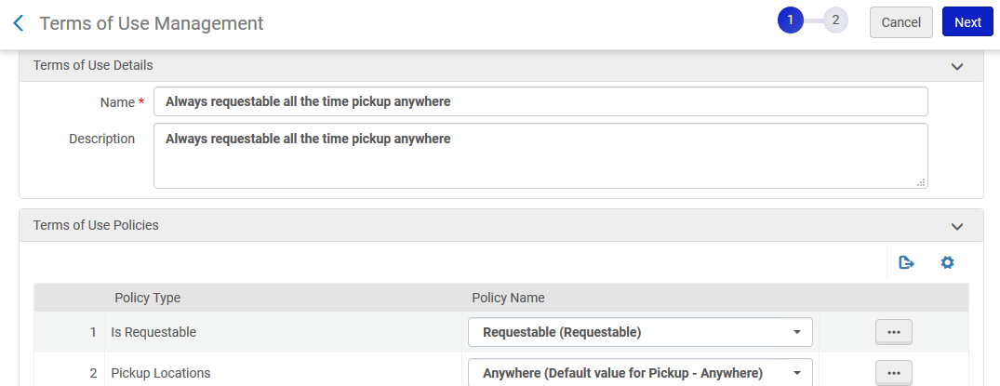 Terms of Use Management
1 2
Cancel Next
Terms of Use Details
Name * Always requestable all the time pickup anywhere
Description Always requestable all the time pickup anywhere
Terms of Use Policies
Policy Type Policy Name
1 Is Requestable Requestable (Requestable) •••
2 Pickup Locations Anywhere (Default value for Pickup - Anywhere) •••